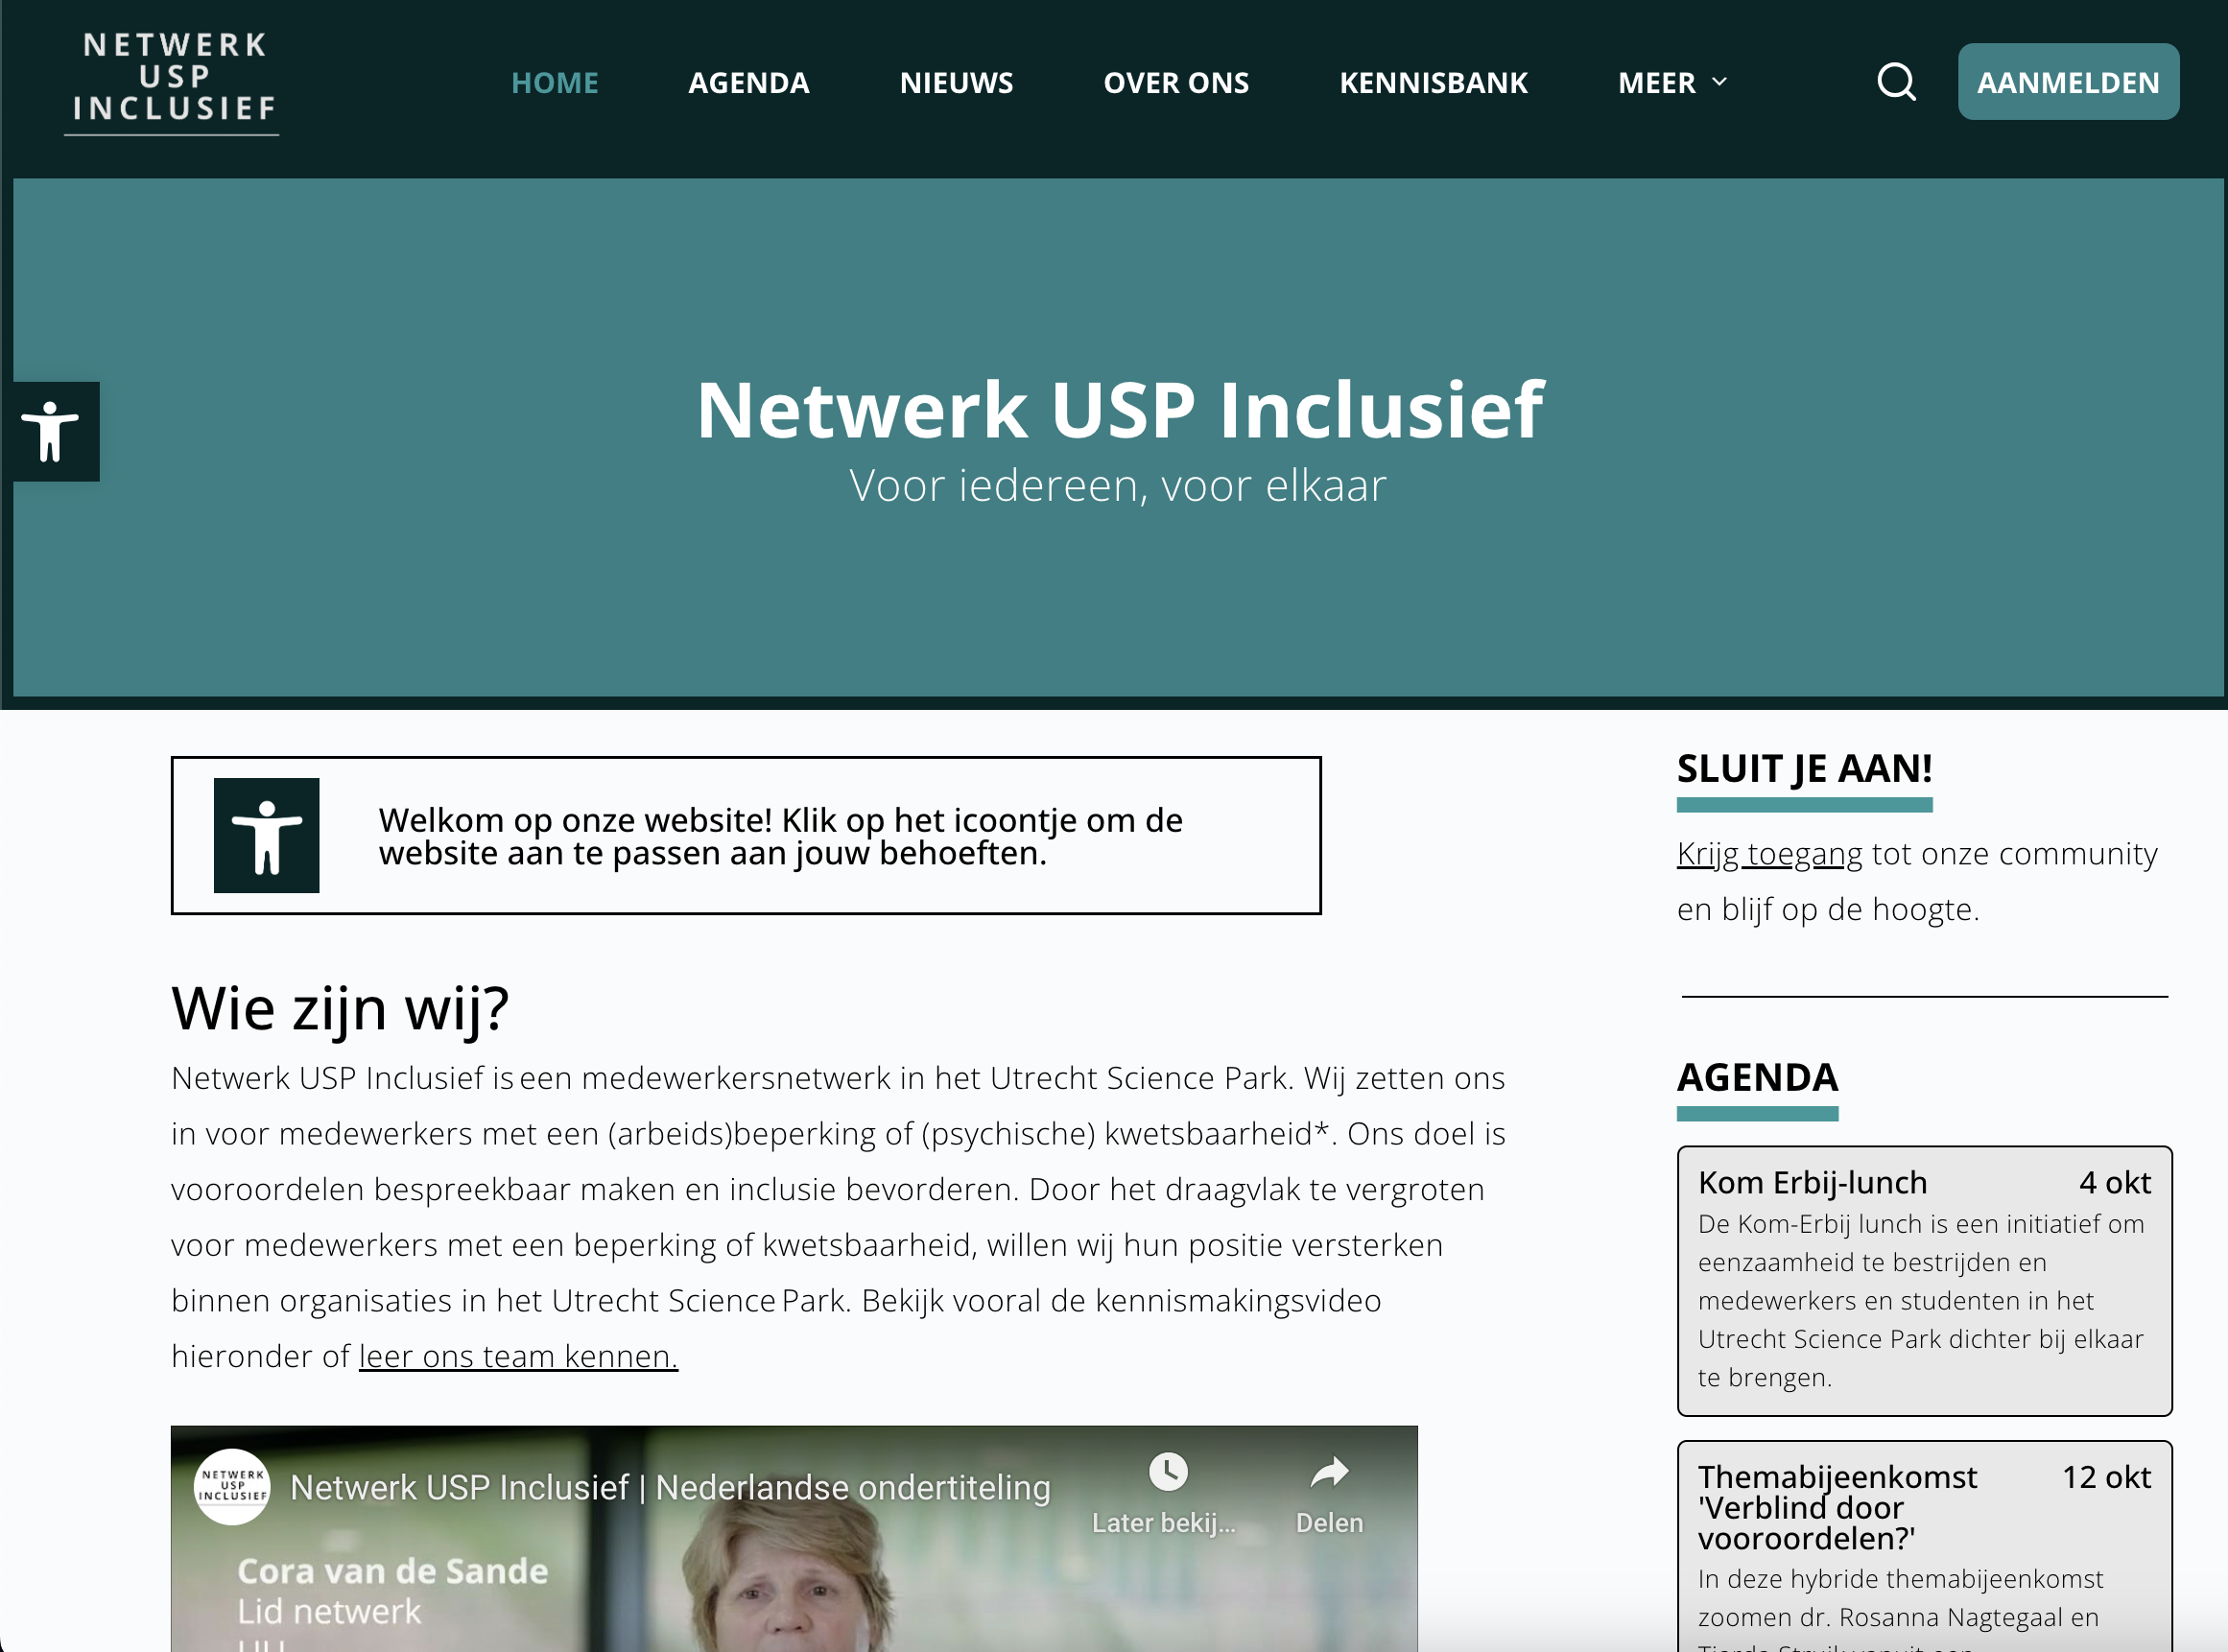 NETWERK
USP
INCLUSIEF
HOME
AGENDA
NIEUWS
OVER ONS
KENNISBANK
MEER
AANMELDEN
Netwerk USP Inclusief
Voor iedereen, voor elkaar
Welkom op onze website! Klik op het icoontje om de
website aan te passen aan jouw behoeften.
Wie zijn wij?
Netwerk USP Inclusief is een medewerkersnetwerk in het Utrecht Science Park. Wij zetten ons
in voor medewerkers met een (arbeids)beperking of (psychische) kwetsbaarheid*. Ons doel is
vooroordelen bespreekbaar maken en inclusie bevorderen. Door het draagvlak te vergroten
voor medewerkers met een beperking of kwetsbaarheid, willen wij hun positie versterken
binnen organisaties in het Utrecht Science Park. Bekijk vooral de kennismakingsvideo
hieronder of leer ons team kennen.
NETWERK
USP
INCLUSIEF
Netwerk USP Inclusief | Nederlandse ondertiteling
Later bekij...
Delen
Cora van de Sande
Lid netwerk
UU
SLUIT JE AAN!
Krijg toegang tot onze community
en blijf op de hoogte.
AGENDA
Kom Erbij-lunch 4 okt
De Kom-Erbij lunch is een initiatief om
eenzaamheid te bestrijden en
medewerkers en studenten in het
Utrecht Science Park dichter bij elkaar
te brengen.
Themabijeenkomst 12 okt
'Verblind door
vooroordelen?'
In deze hybride themabijeenkomst
zoomen dr. Rosanna Nagtegaal en